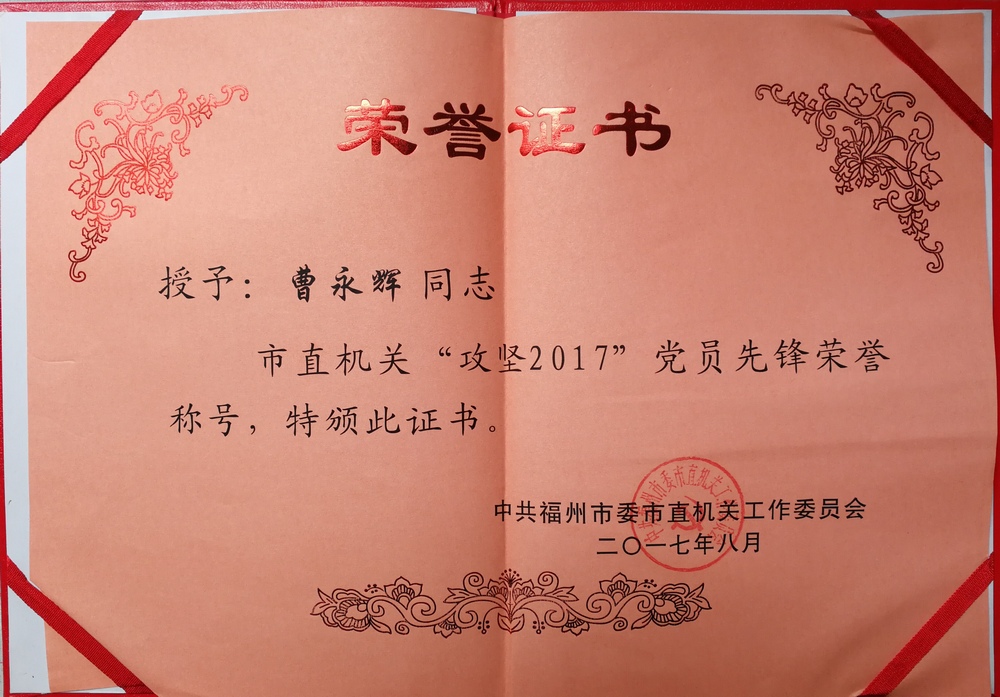 荣誉证书
授予：曹永辉同志
市直机关“攻坚2017”党员先锋荣誉
称号，特颁此证书。
中共福州市委市直机关工作委员会
二〇一七年八月